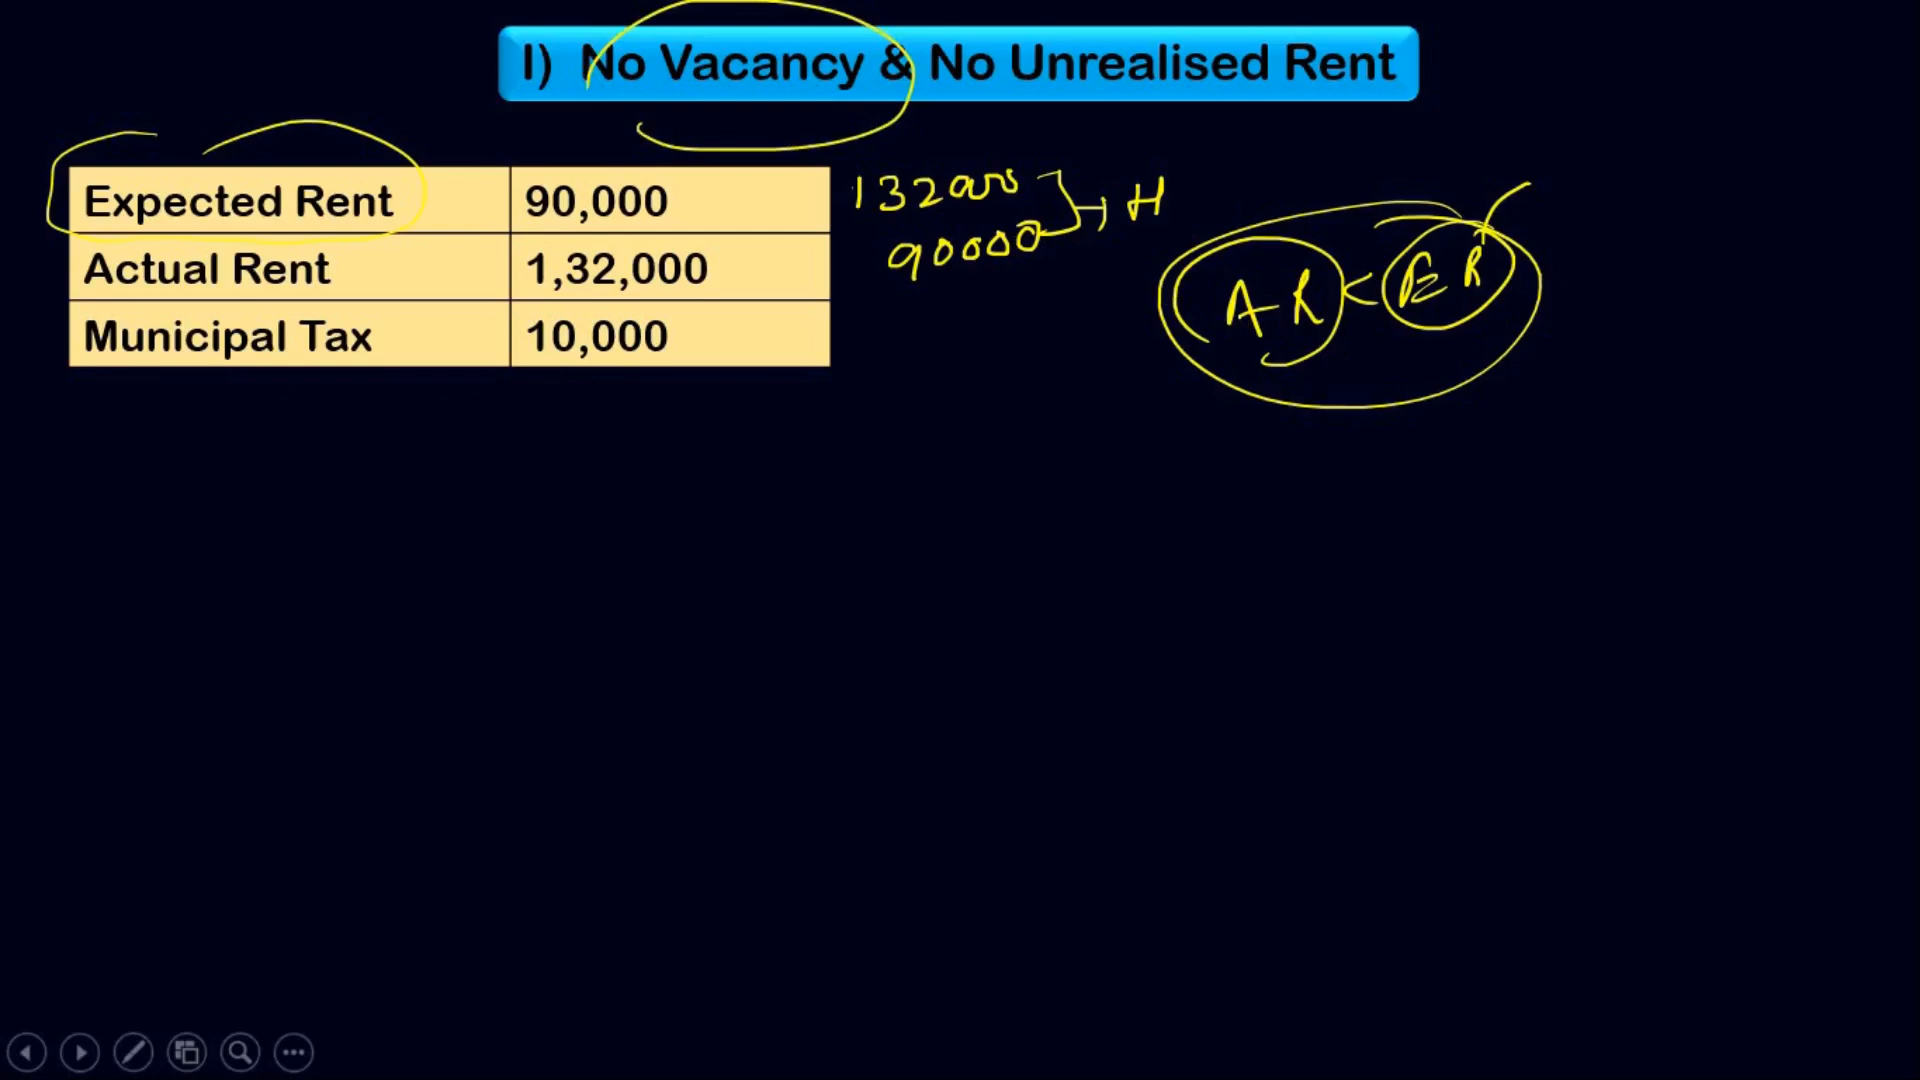 I) No Vacancy & No Unrealised Rent
Expected Rent 90,000
Actual Rent 1,32,000
Municipal Tax 10,000
132000
90000
H
AR < ER